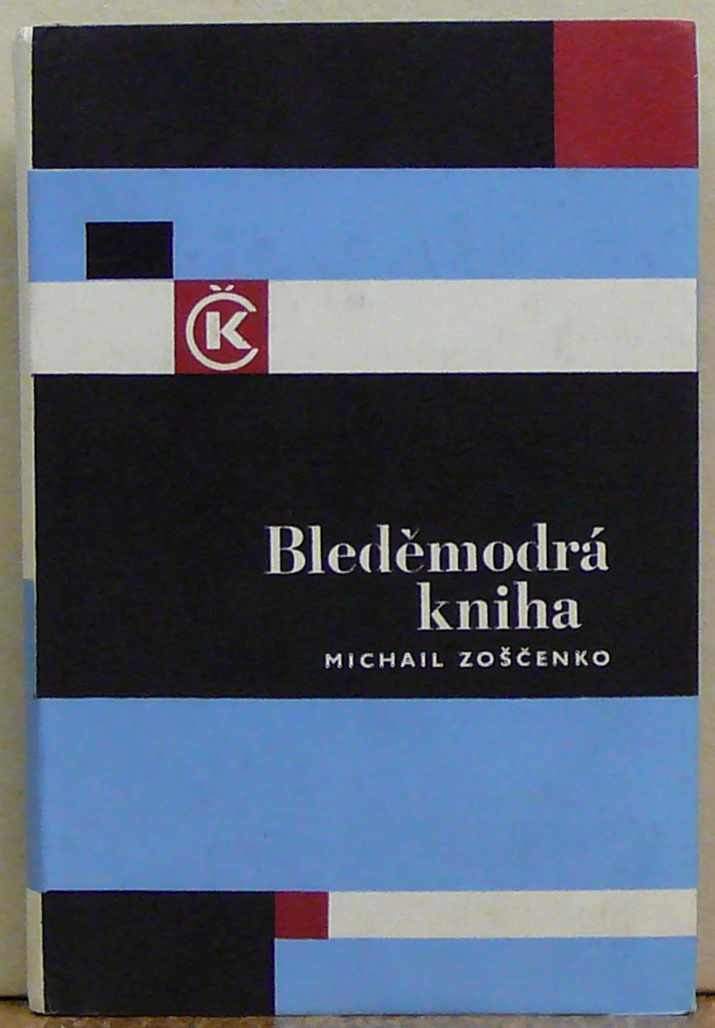 ČK
Bleděmodrá
kniha
MICHAIL ZOŠČENKO